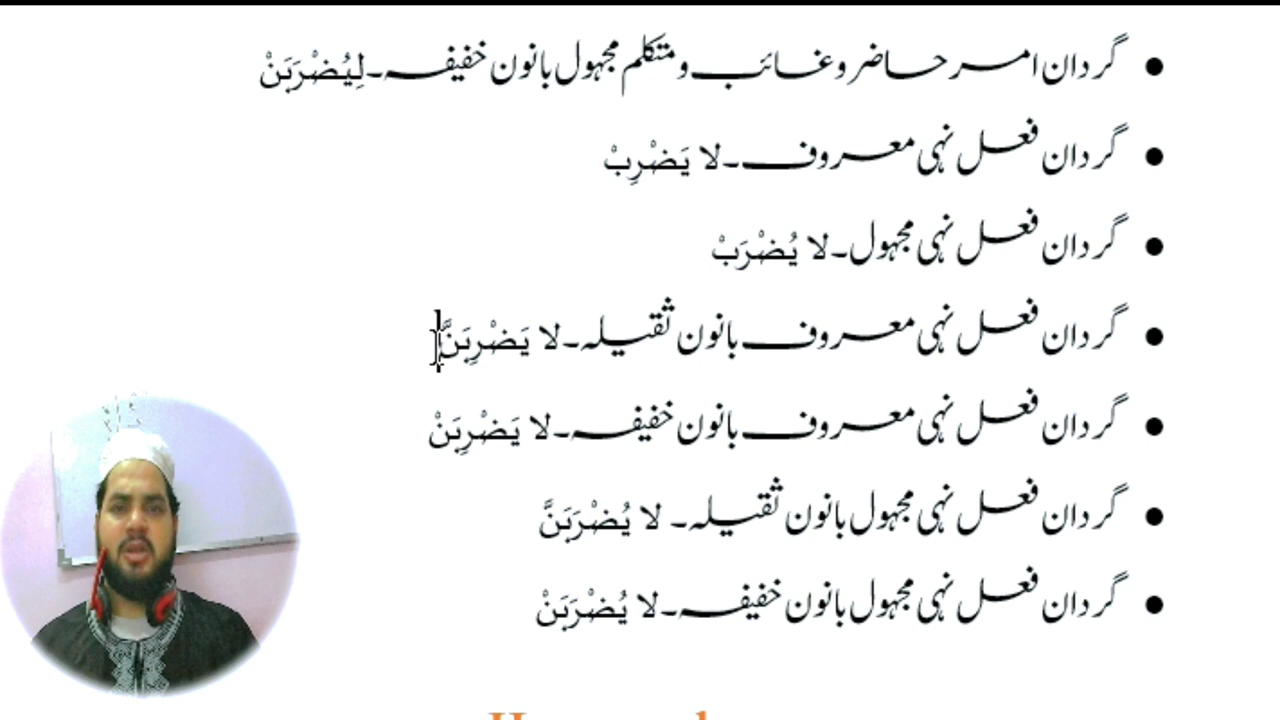 • گردان امر حاضر و غائب و متکلم مجہول بانون خفیفہ۔لِيُضْرَبَنْ
• گردان فعل نہی معروف۔لا يَضْرِبْ
• گردان فعل نہی مجہول۔لا يُضْرَبْ
• گردان فعل نہی معروف بانون ثقیلہ۔لا يَضْرِبَنَّ
• گردان فعل نہی معروف بانون خفیفہ۔لا يَضْرِبَنْ
• گردان فعل نہی مجہول بانون ثقیلہ۔ لا يُضْرَبَنَّ
• گردان فعل نہی مجہول بانون خفیفہ۔لا يُضْرَبَنْ